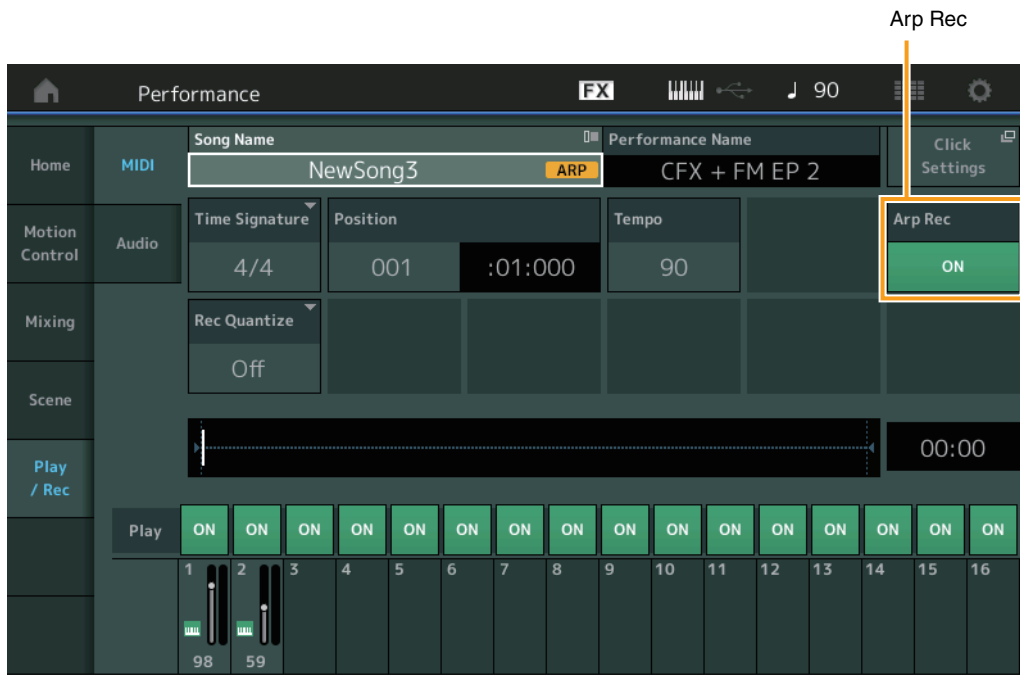 Arp Rec
Performance
FX
90
Home
MIDI
Song Name
NewSong3
ARP
Performance Name
CFX + FM EP 2
Click
Settings
Motion
Control
Audio
Time Signature
4/4
Position
001
:01:000
Tempo
90
Arp Rec
ON
Mixing
Rec Quantize
Off
Scene
00:00
Play
/ Rec
Play
ON ON ON ON ON ON ON ON ON ON ON ON ON ON ON ON
1 2 3 4 5 6 7 8 9 10 11 12 13 14 15 16
98 59